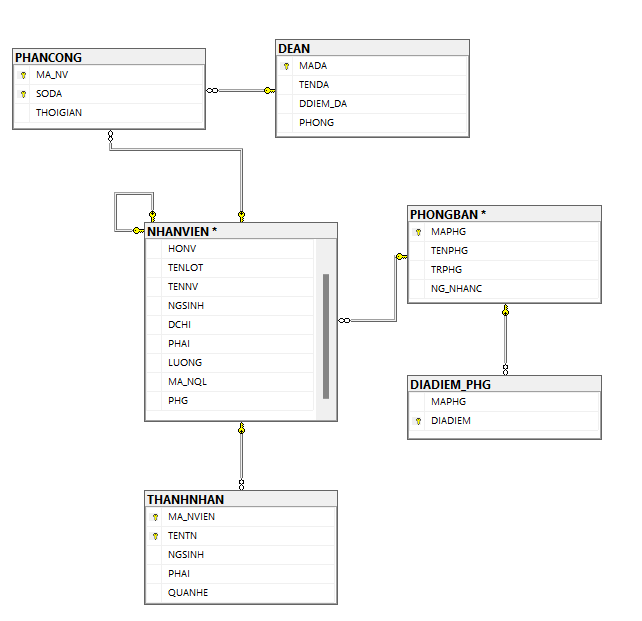 PHANCONG
MA_NV
SODA
THOIGIAN
DEAN
MADA
TENDA
DDIEM_DA
PHONG
NHANVIEN *
HONV
TENLOT
TENNV
NGSINH
DCHI
PHAI
LUONG
MA_NQL
PHG
PHONGBAN *
MAPHG
TENPHG
TRPHG
NG_NHANC
DIADIEM_PHG
MAPHG
DIADIEM
THANHNHAN
MA_NVIEN
TENTN
NGSINH
PHAI
QUANHE